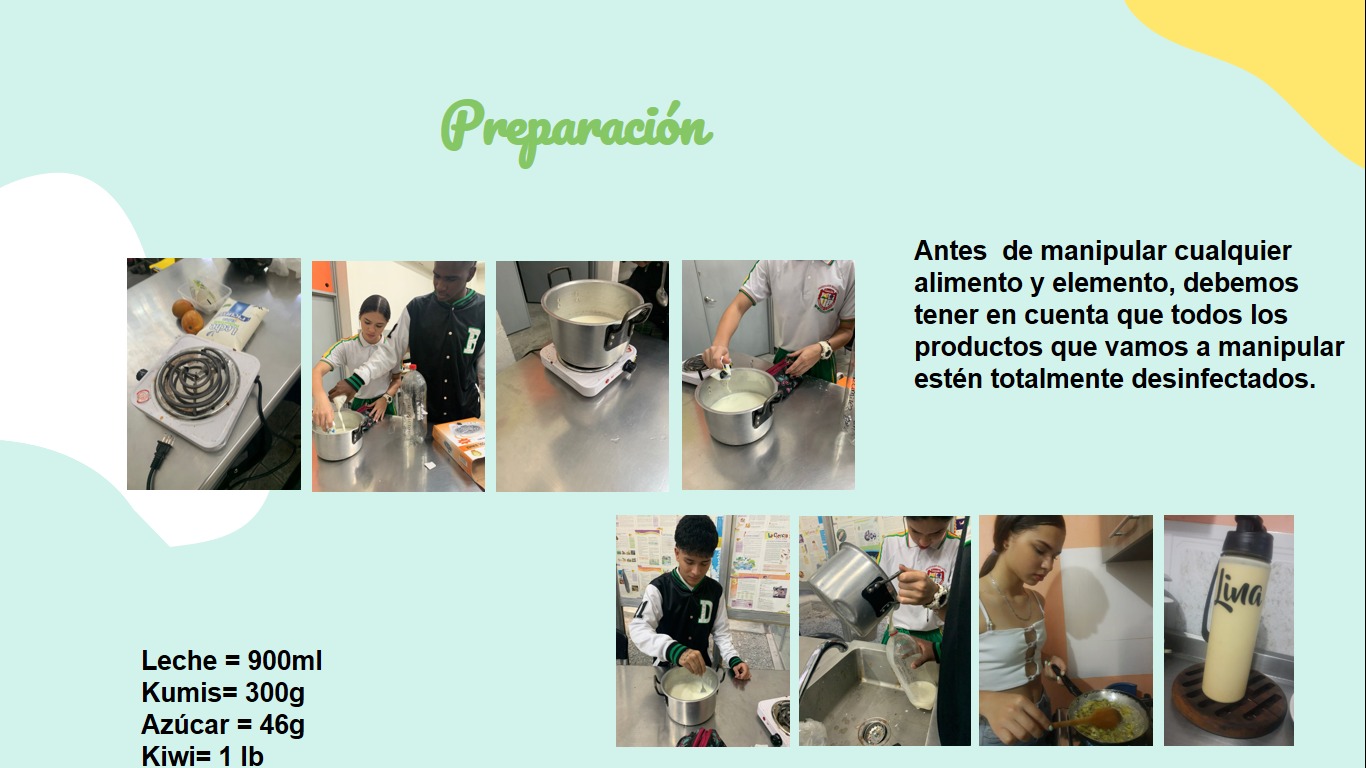 Preparación
Antes  de manipular cualquier
alimento y elemento, debemos
tener en cuenta que todos los
productos que vamos a manipular
estén totalmente desinfectados.
B
D
Lina
Leche = 900ml
Kumis= 300g
Azúcar = 46g
Kiwi= 1 lb